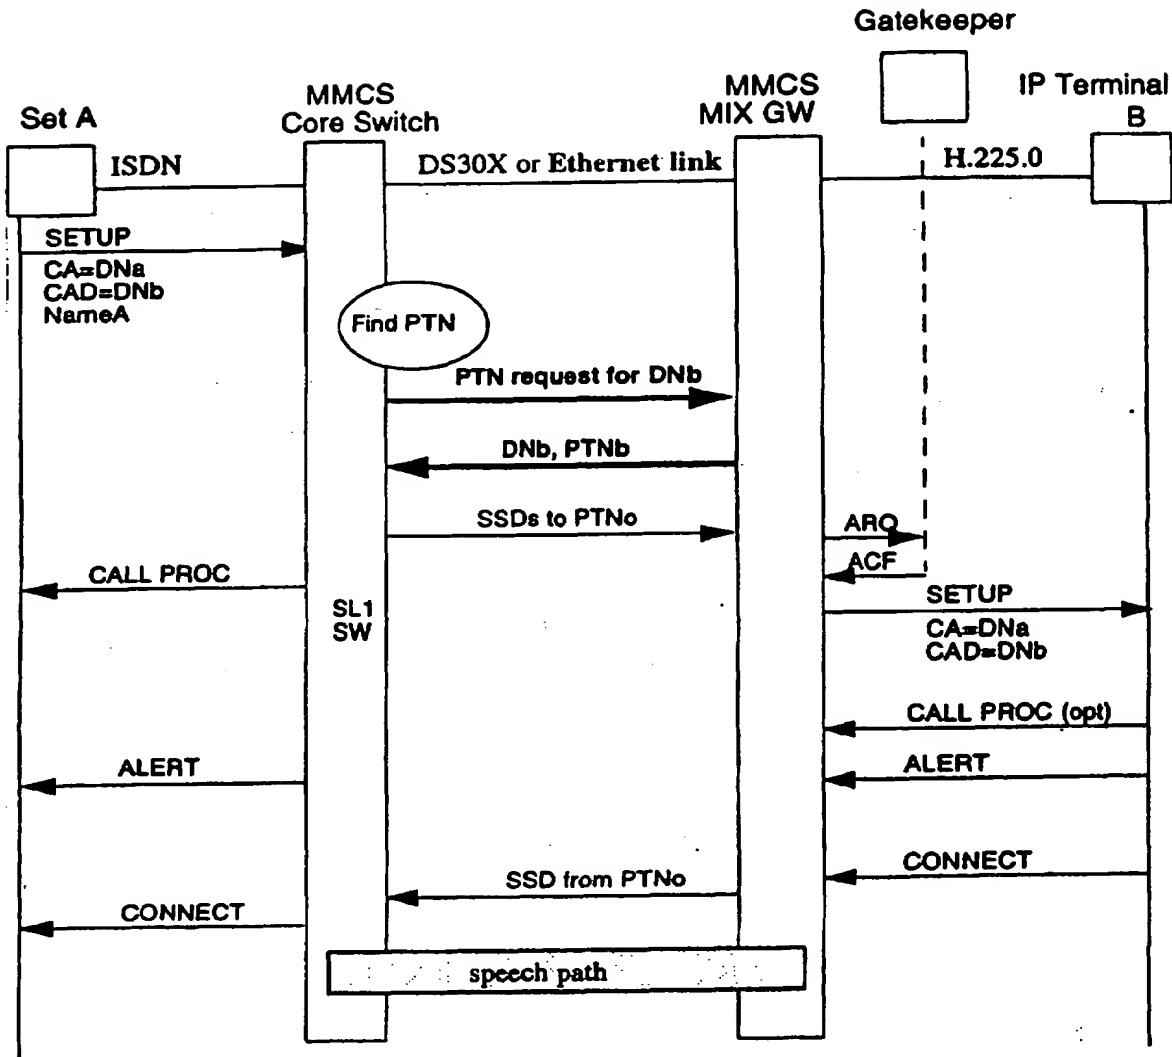 Gatekeeper
Set A
MMCS
Core Switch
MMCS
MIX GW
IP Terminal
B
ISDN
DS30X or Ethernet link
H.225.0
SETUP
CA=DNa
CAD=DNb
NameA
Find PTN
PTN request for DNb
DNb, PTNb
SSDs to PTNo
ARQ
ACF
CALL PROC
SL1
SW
SETUP
CA=DNa
CAD=DNb
CALL PROC (opt)
ALERT
ALERT
CONNECT
SSD from PTNo
CONNECT
speech path